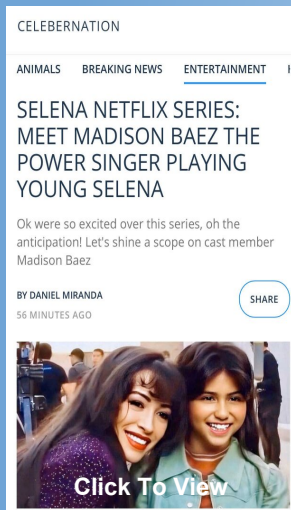 CELEBERNATION
ANIMALS BREAKING NEWS ENTERTAINMENT
SELENA NETFLIX SERIES:
MEET MADISON BAEZ THE
POWER SINGER PLAYING
YOUNG SELENA
Ok were so excited over this series, oh the
anticipation! Let's shine a scope on cast member
Madison Baez
BY DANIEL MIRANDA
SHARE
56 MINUTES AGO
Click To View